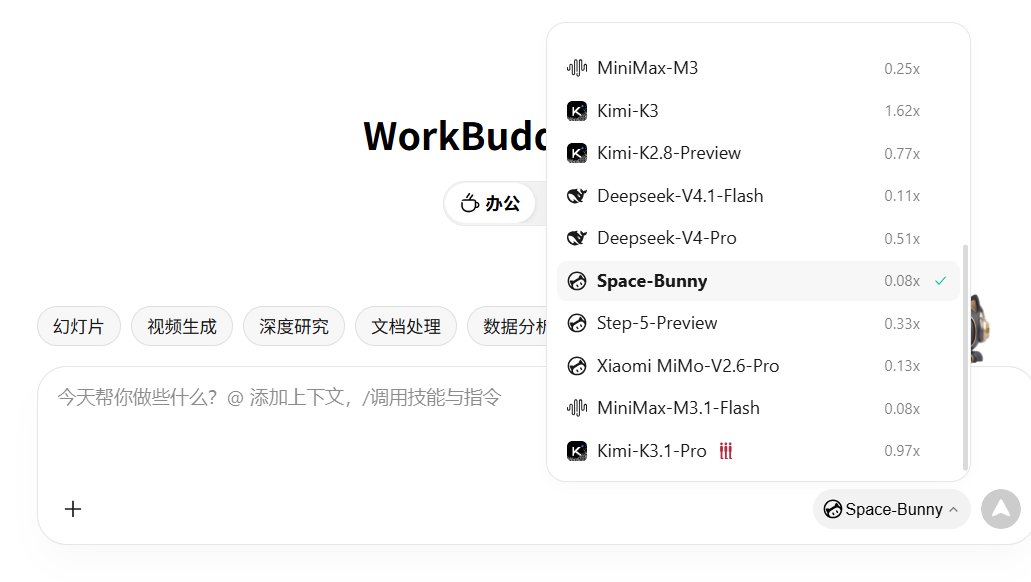 MiniMax-M3 0.25x
Kimi-K3 1.62x
Kimi-K2.8-Preview 0.77x
Deepseek-V4.1-Flash 0.11x
Deepseek-V4-Pro 0.51x
Space-Bunny 0.08x
Step-5-Preview 0.33x
Xiaomi MiMo-V2.6-Pro 0.13x
MiniMax-M3.1-Flash 0.08x
Kimi-K3.1-Pro 0.97x
WorkBudd
办公
幻灯片 视频生成 深度研究 文档处理 数据分析
今天帮你做些什么？@ 添加上下文，/调用技能与指令
Space-Bunny